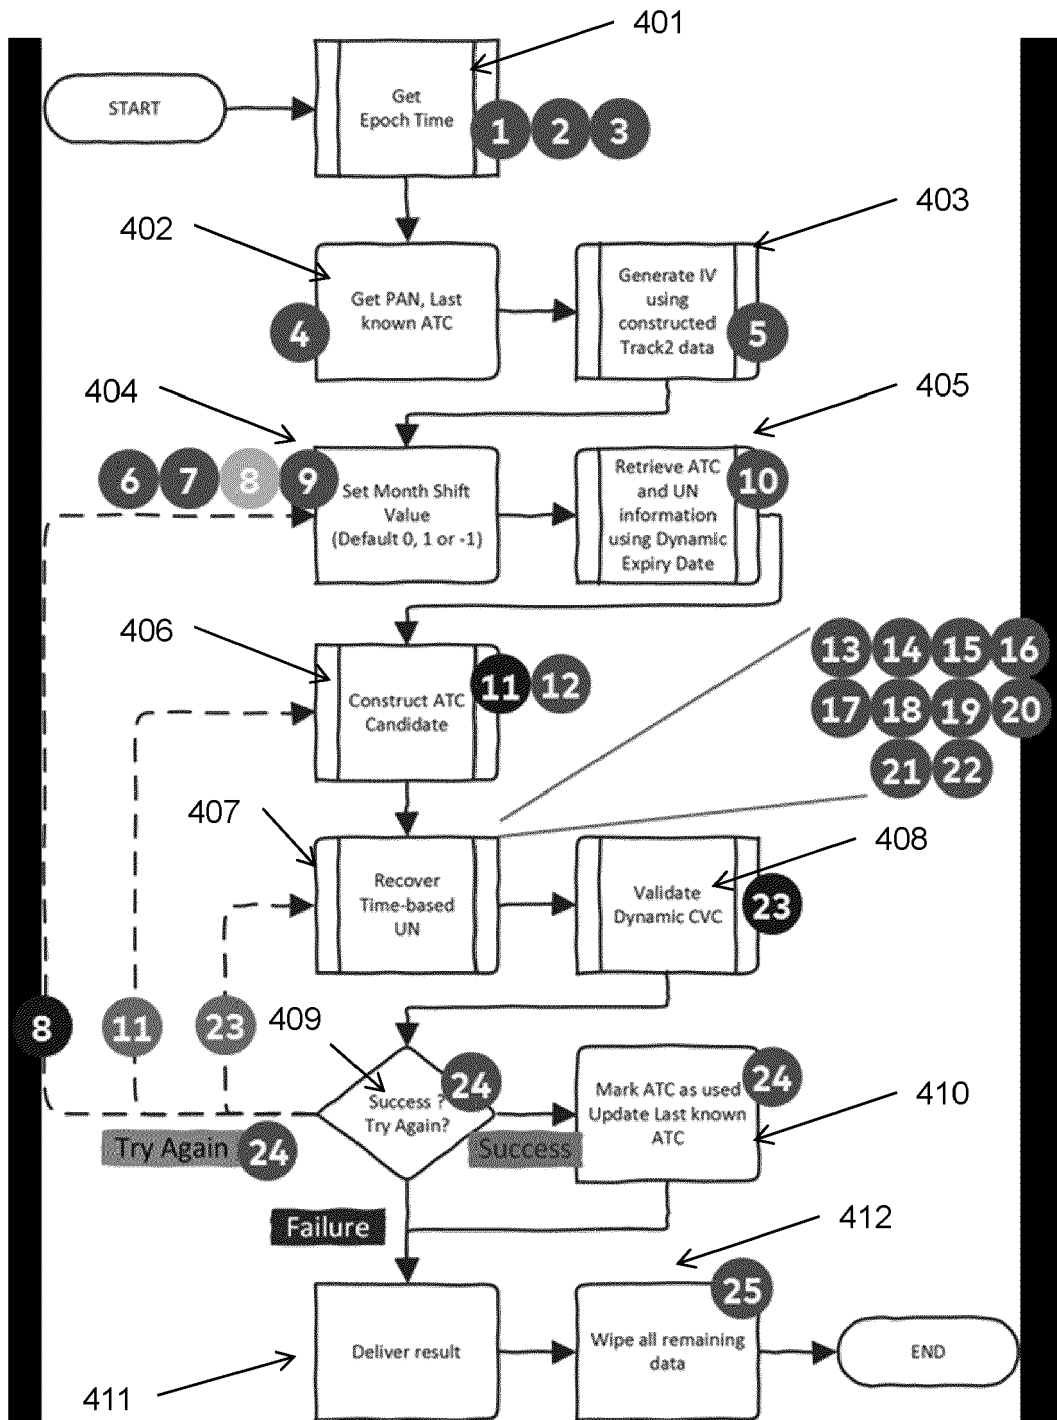 401
START
Get
Epoch Time
1 2 3
402
403
Get PAN, Last
known ATC
4
Generate IV
using
constructed
Track2 data
5
404
405
6 7 8 9
Set Month Shift
Value
(Default 0, 1 or -1)
Retrieve ATC
and UN
information
using Dynamic
Expiry Date
10
406
Construct ATC
Candidate
11 12
13 14 15 16
17 18 19 20
21 22
407
408
Recover
Time-based
UN
Validate
Dynamic CVC
23
8 11 23
409
Success ?
Try Again?
24
Mark ATC as used
Update Last known
ATC
24
410
Try Again 24
Success
Failure
412
25
Deliver result
Wipe all remaining
data
END
411